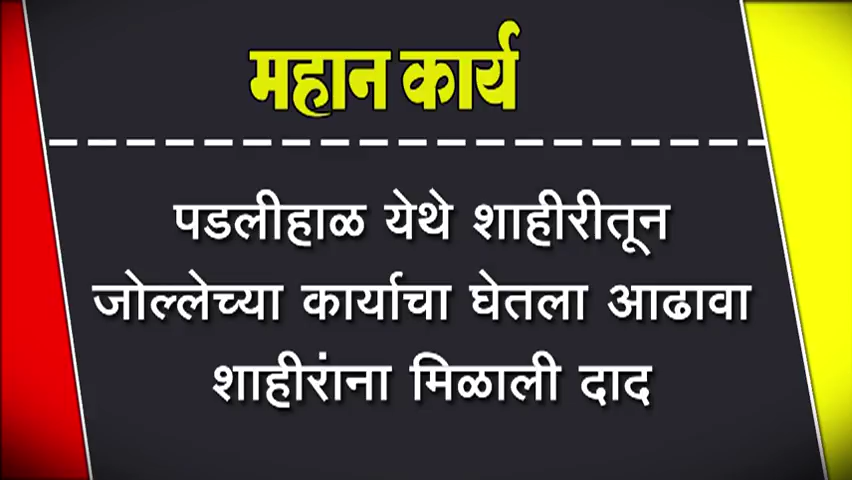 महान कार्य
पडलीहाळ येथे शाहीरीतून
जोल्लेच्या कार्याचा घेतला आढावा
शाहीरांना मिळाली दाद